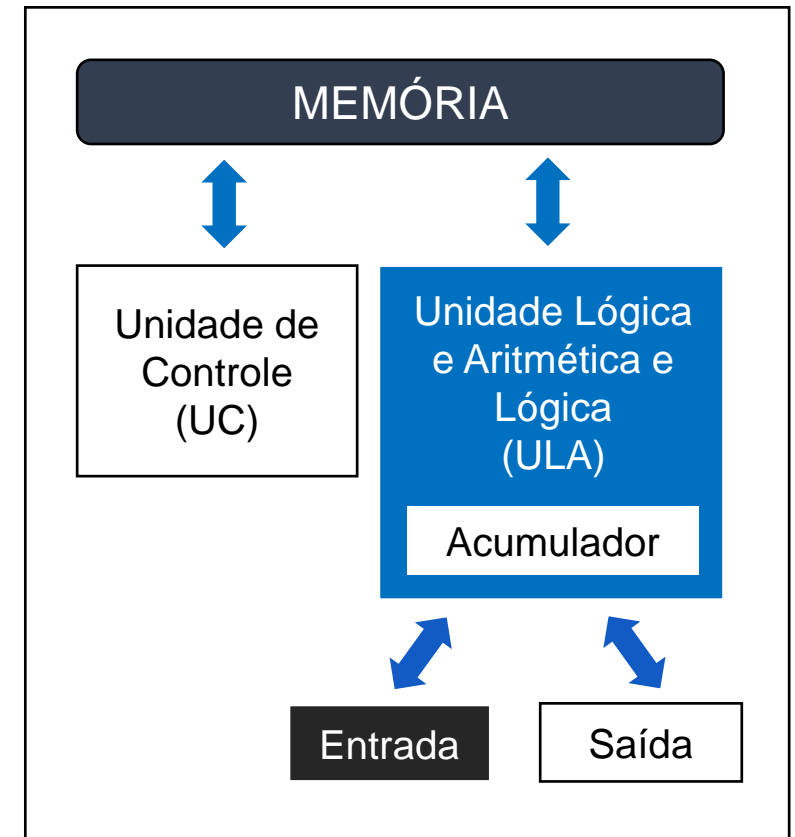 MEMÓRIA
Unidade de
Controle
(UC)
Unidade Lógica
e Aritmética e
Lógica
(ULA)
Acumulador
Entrada
Saída